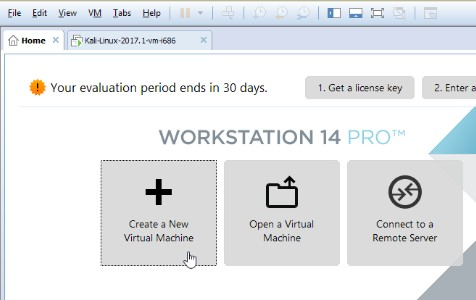 File Edit View VM Tabs Help
Home Kali-Linux-2017.1-vm-i686
Your evaluation period ends in 30 days. 1. Get a license key 2. Enter a
WORKSTATION 14 PRO™
Create a New Open a Virtual Connect to a
Virtual Machine Machine Remote Server